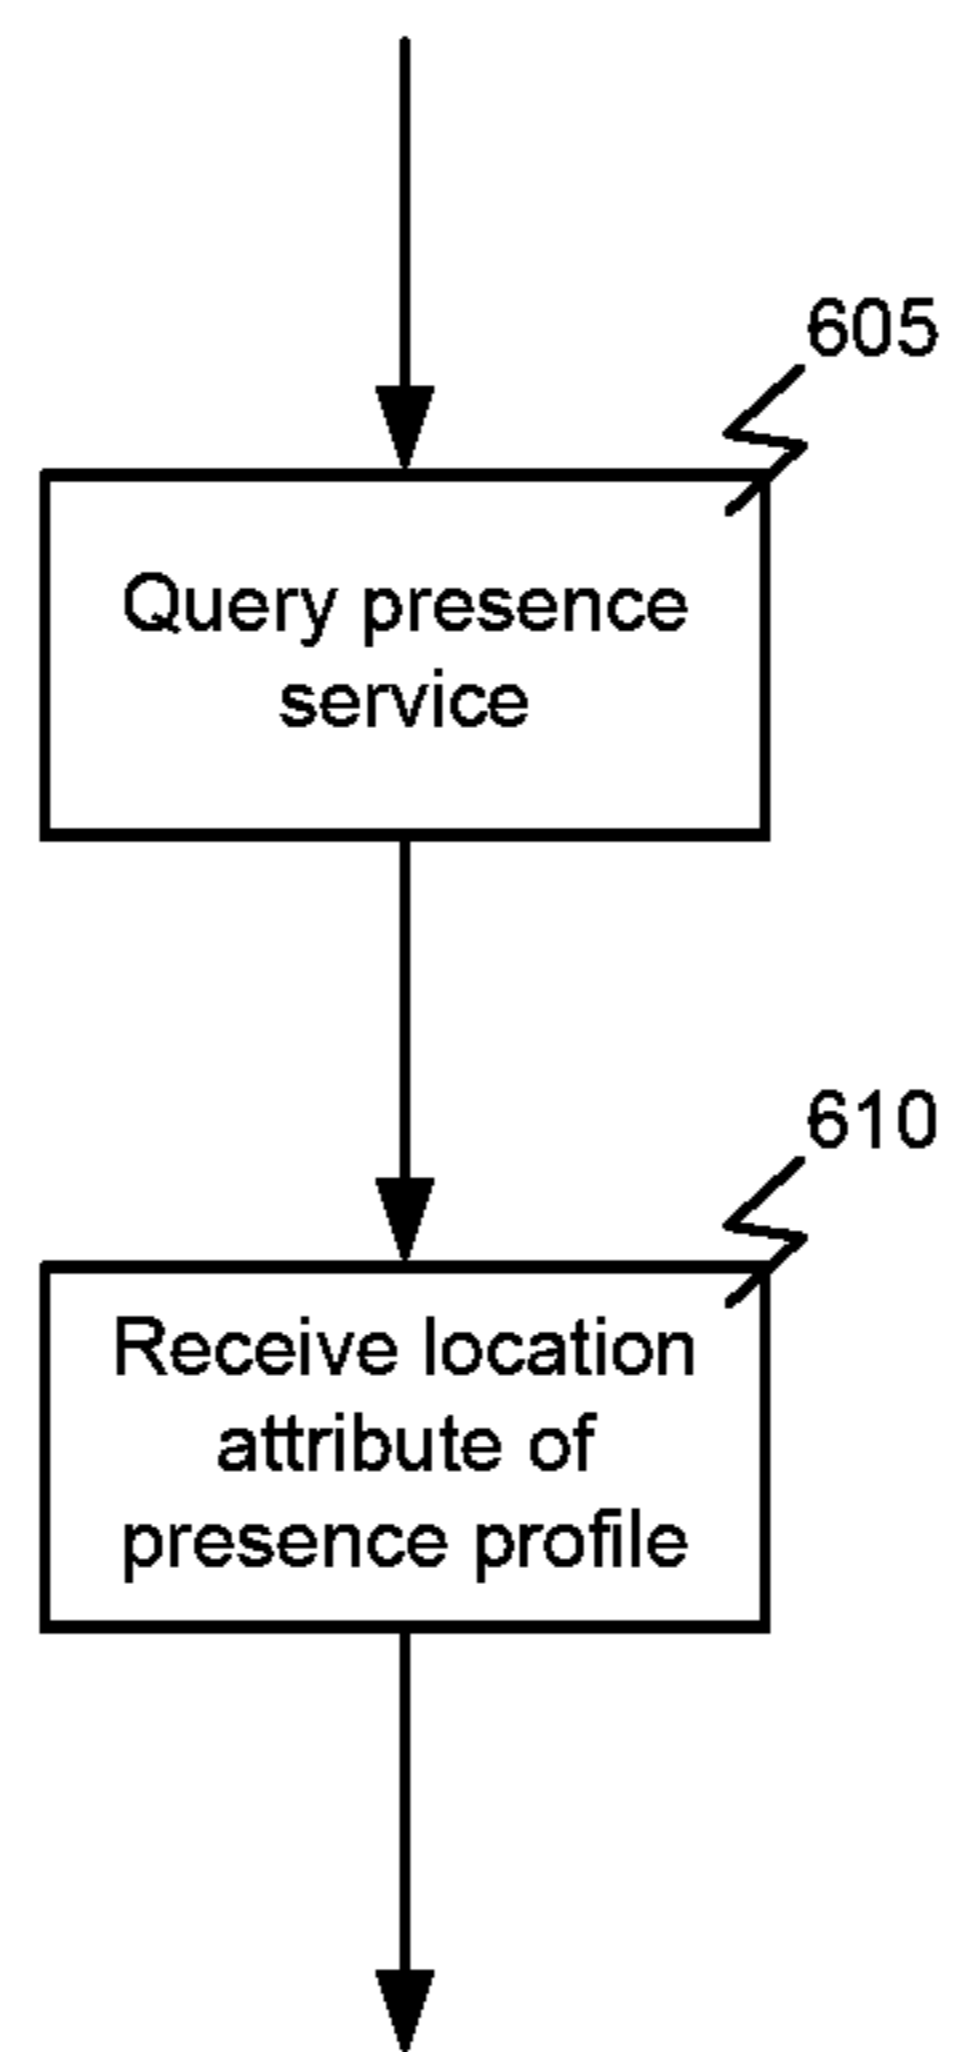 605
Query presence
service
610
Receive location
attribute of
presence profile